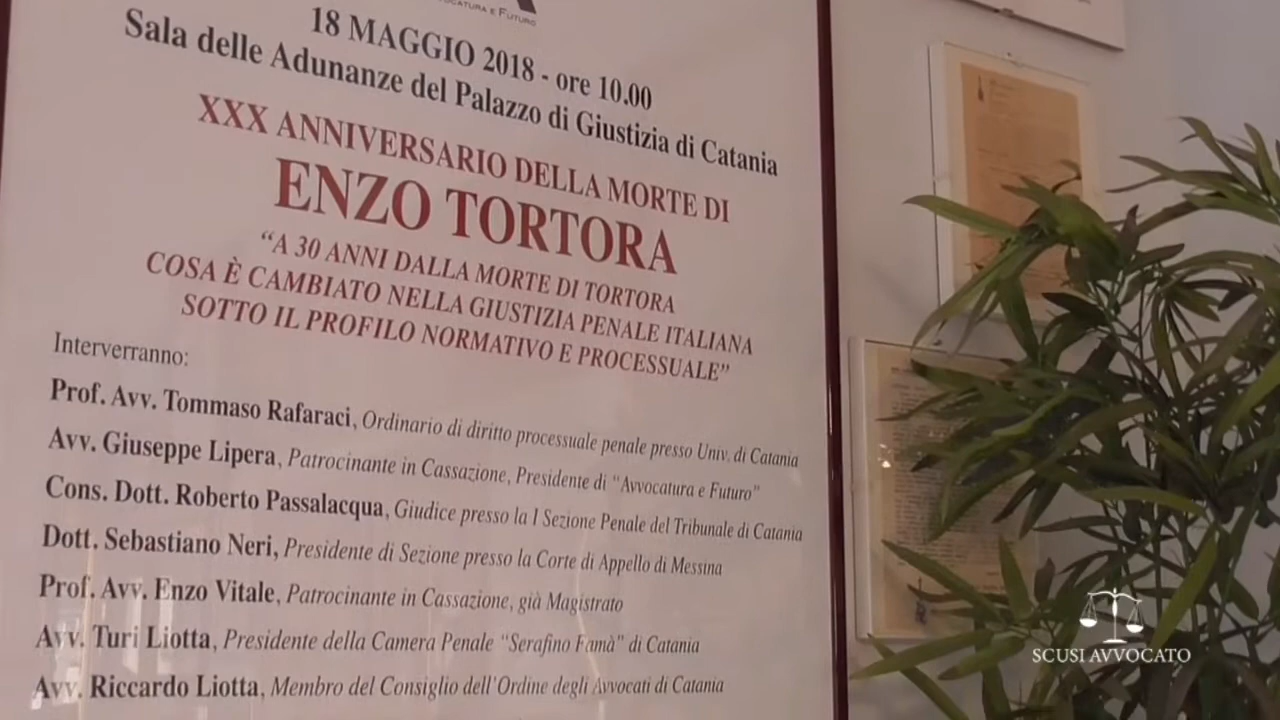 18 MAGGIO 2018 - ore 10.00
Sala delle Adunanze del Palazzo di Giustizia di Catania
XXX ANNIVERSARIO DELLA MORTE DI
ENZO TORTORA
“A 30 ANNI DALLA MORTE DI TORTORA
COSA È CAMBIATO NELLA GIUSTIZIA PENALE ITALIANA
SOTTO IL PROFILO NORMATIVO E PROCESSUALE”
Interverranno:
Prof. Avv. Tommaso Rafaraci, Ordinario di diritto processuale penale presso Univ. di Catania
Avv. Giuseppe Lipera, Patrocinante in Cassazione, Presidente di “Avvocatura e Futuro”
Cons. Dott. Roberto Passalacqua, Giudice presso la I Sezione Penale del Tribunale di Catania
Dott. Sebastiano Neri, Presidente di Sezione presso la Corte di Appello di Messina
Prof. Avv. Enzo Vitale, Patrocinante in Cassazione, già Magistrato
Avv. Turi Liotta, Presidente della Camera Penale “Serafino Famà” di Catania
Avv. Riccardo Liotta, Membro del Consiglio dell'Ordine degli Avvocati di Catania
SCUSI AVVOCATO